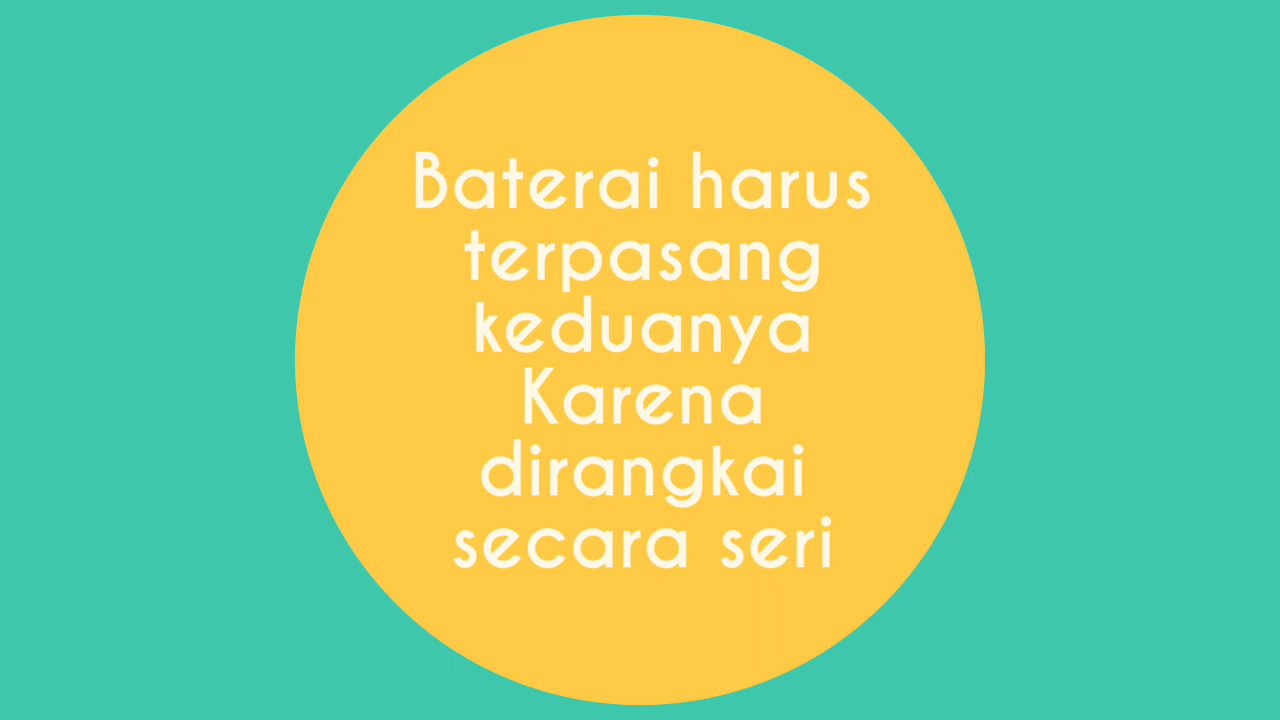 Baterai harus
terpasang
keduanya
Karena
dirangkai
secara seri